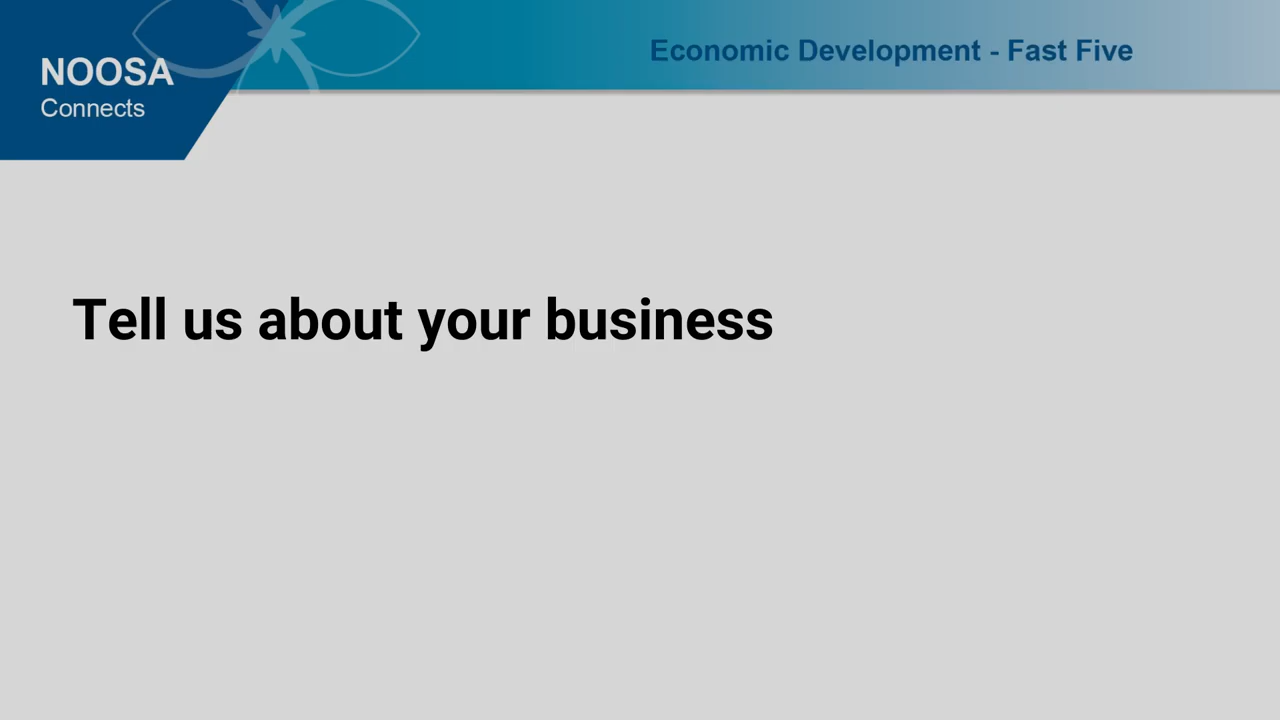 NOOSA
Connects
Economic Development - Fast Five
Tell us about your business